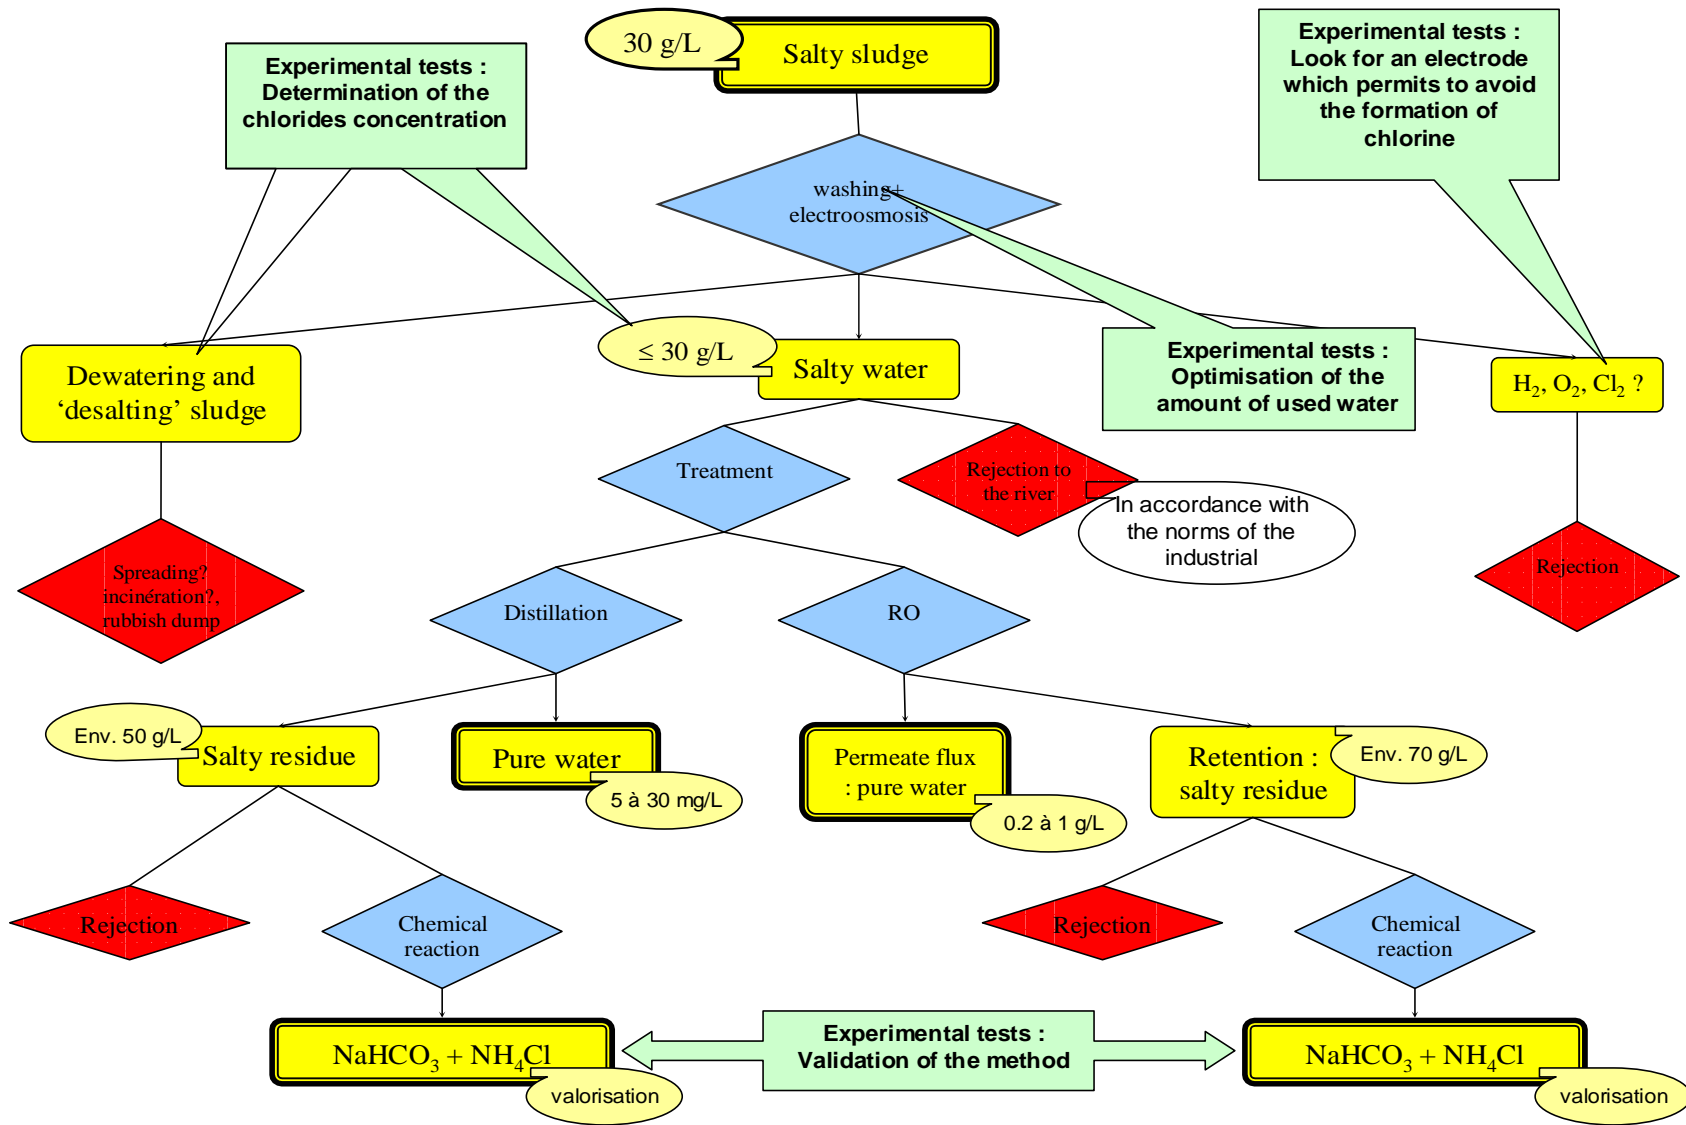 30 g/L
Salty sludge
Experimental tests :
Determination of the
chlorides concentration
Experimental tests :
Look for an electrode
which permits to avoid
the formation of
chlorine
washing+
electroosmosis
≤ 30 g/L
Salty water
Dewatering and
‘desalting’ sludge
Experimental tests :
Optimisation of the
amount of used water
H₂, O₂, Cl₂ ?
Treatment
Rejection to
the river
In accordance with
the norms of the
industrial
Spreading?
incinération?,
rubbish dump
Rejection
Distillation
RO
Env. 50 g/L
Salty residue
Pure water
5 à 30 mg/L
Permeate flux
: pure water
0.2 à 1 g/L
Retention :
salty residue
Env. 70 g/L
Rejection
Chemical
reaction
Rejection
Chemical
reaction
NaHCO₃ + NH₄Cl
valorisation
Experimental tests :
Validation of the method
NaHCO₃ + NH₄Cl
valorisation